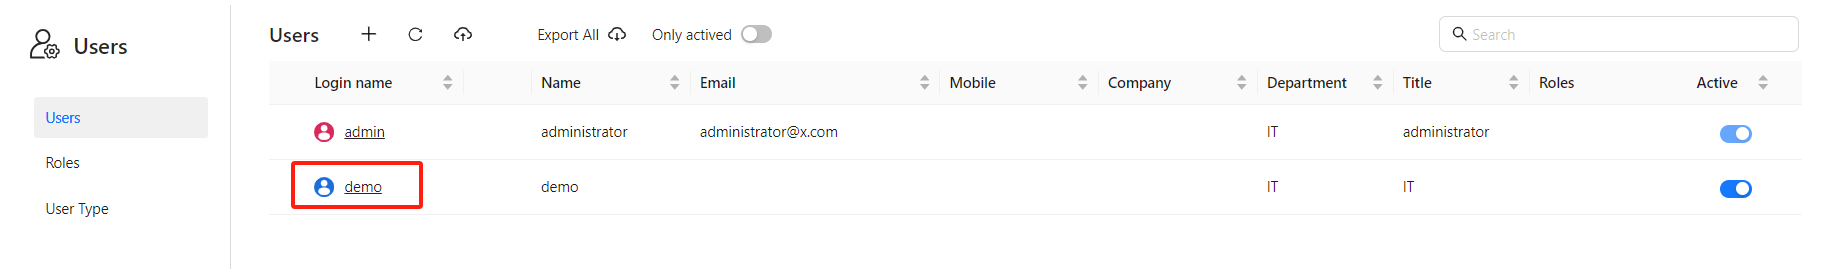 Users
Users
Roles
User Type
Users Export All Only actived Search
Login name Name Email Mobile Company Department Title Roles Active
admin administrator administrator@x.com IT administrator
demo demo IT IT